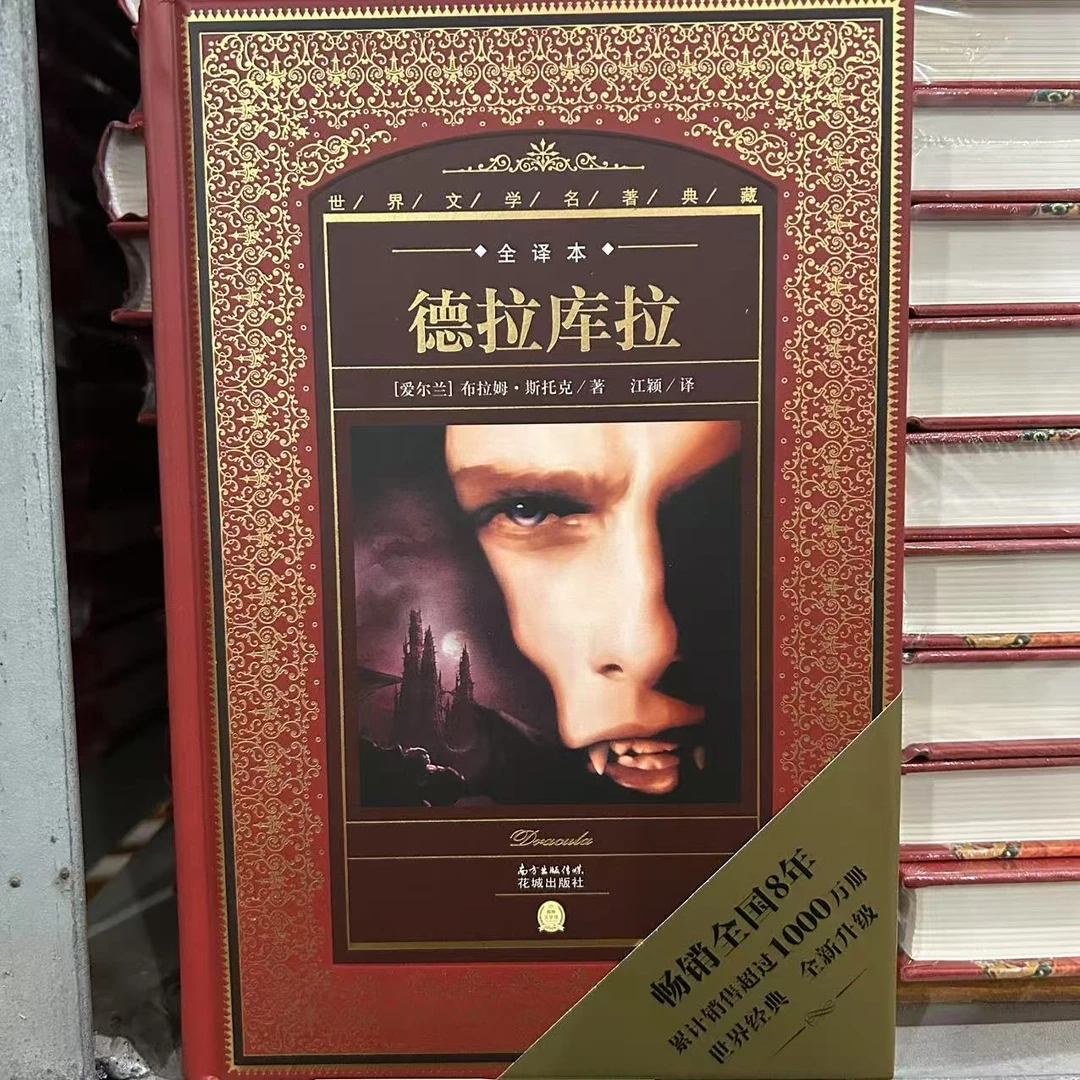 世/界/文/学/名/著/典/藏
全译本
德拉库拉
[爱尔兰] 布拉姆·斯托克/著 江颖/译
Dracula
南方出版传媒
花城出版社
畅销全国8年
累计销售超过1000万册
世界经典 全新升级